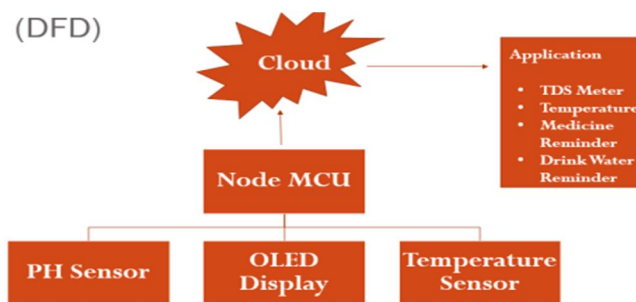 (DFD)
Cloud
Application
• TDS Meter
• Temperature
• Medicine
Reminder
• Drink Water
Reminder
Node MCU
PH Sensor
OLED
Display
Temperature
Sensor